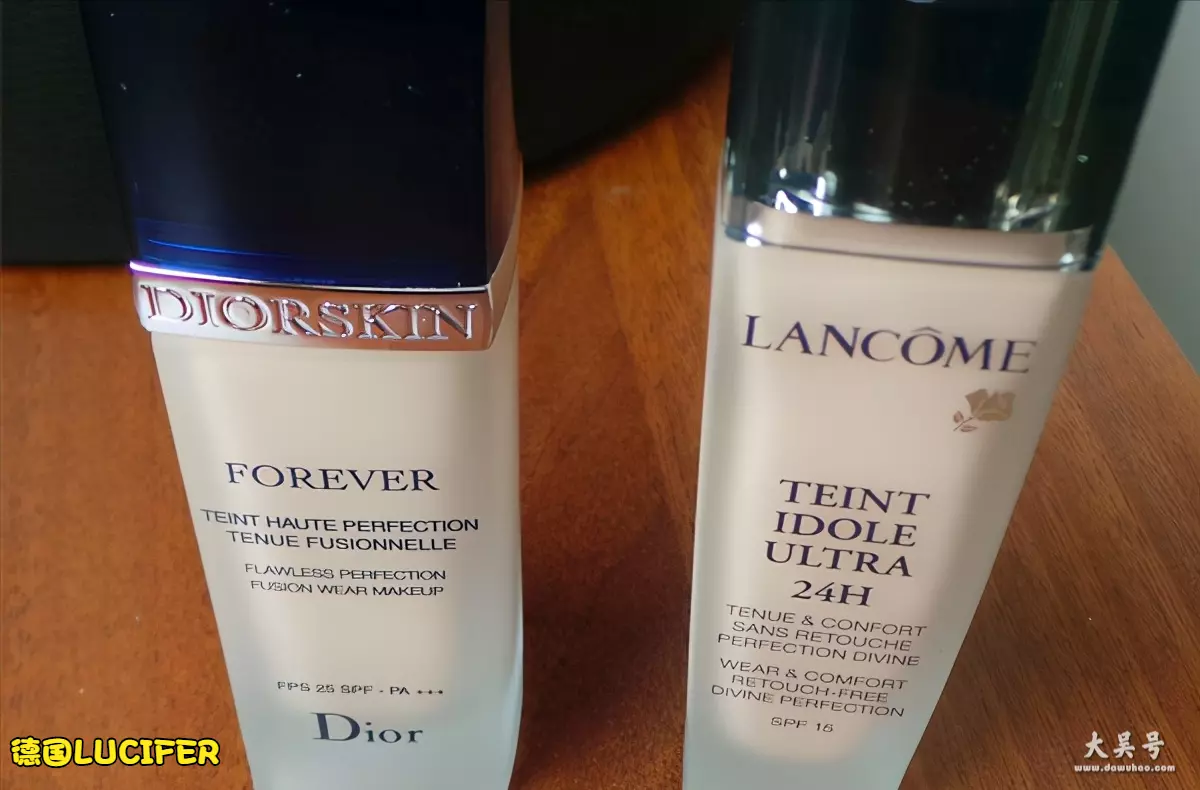 DIORSKIN
FOREVER
TEINT HAUTE PERFECTION
TENUE FUSIONNELLE
FLAWLESS PERFECTION
FUSION WEAR MAKEUP
FPS 25 SPF - PA +++
Dior
LANCÔME
TEINT
IDOLE
ULTRA
24H
TENUE & CONFORT
SANS RETOUCHE
PERFECTION DIVINE
WEAR & COMFORT
RETOUCH-FREE
DIVINE PERFECTION
SPF 15
德国LUCIFER
大吴号
www.dawuhao.com